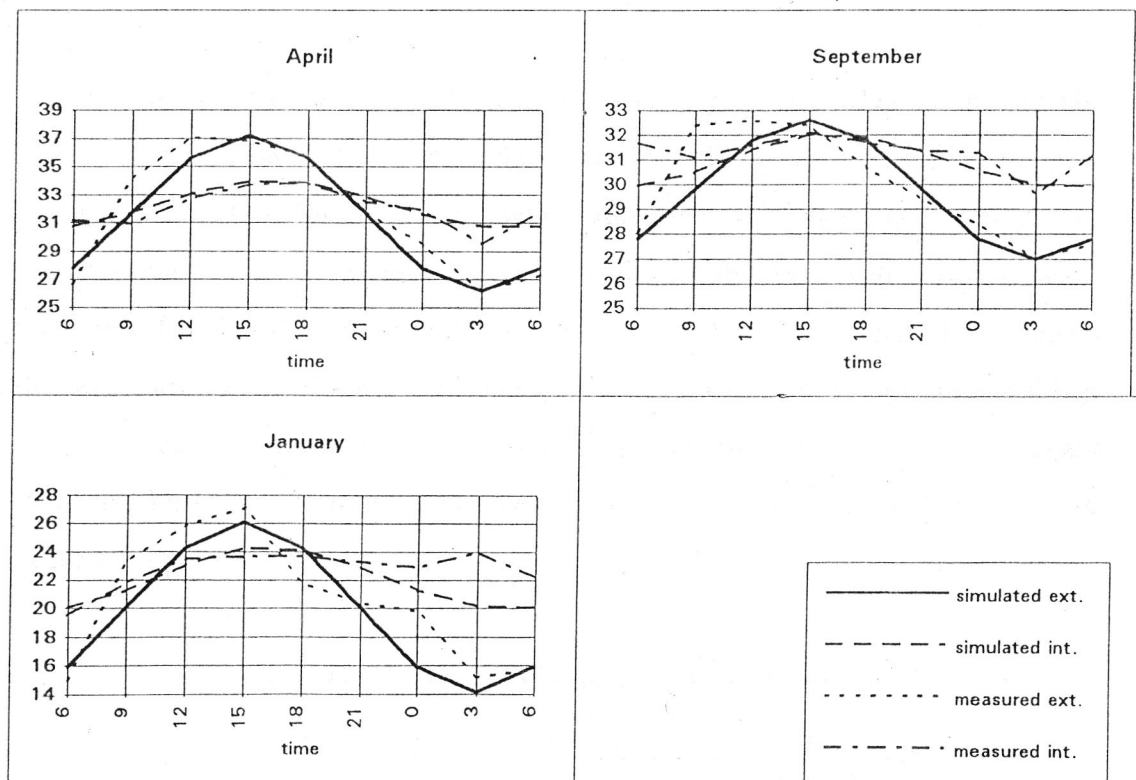 April
39
37
35
33
31
29
27
25
6 9 12 15 18 21 0 3 6
time
September
33
32
31
30
29
28
27
26
25
6 9 12 15 18 21 0 3 6
time
January
28
26
24
22
20
18
16
14
6 9 12 15 18 21 0 3 6
time
simulated ext.
simulated int.
measured ext.
measured int.